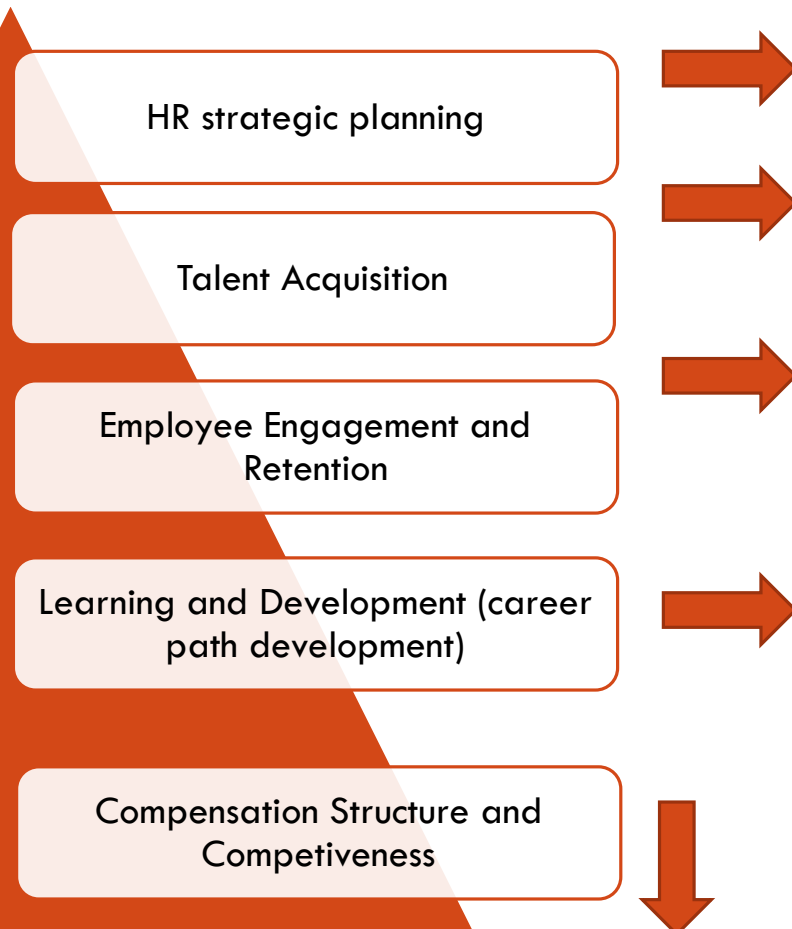 HR strategic planning
Talent Acquisition
Employee Engagement and
Retention
Learning and Development (career
path development)
Compensation Structure and
Competiveness